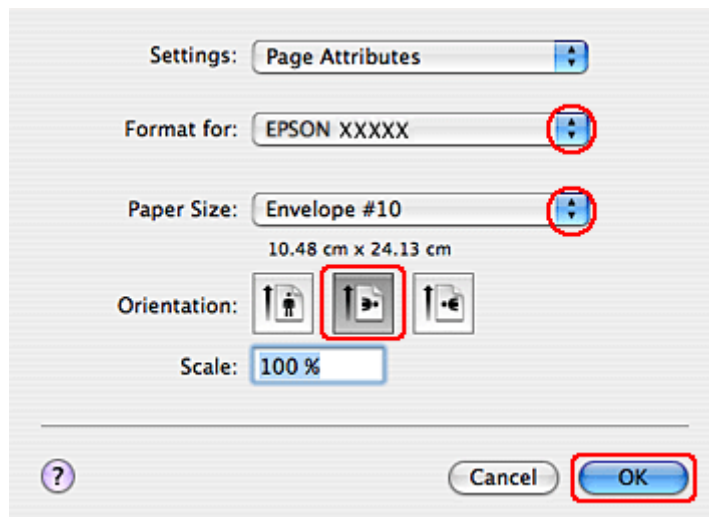 Settings: Page Attributes
Format for: EPSON XXXXX
Paper Size: Envelope #10
10.48 cm x 24.13 cm
Orientation:
Scale: 100 %
? Cancel OK